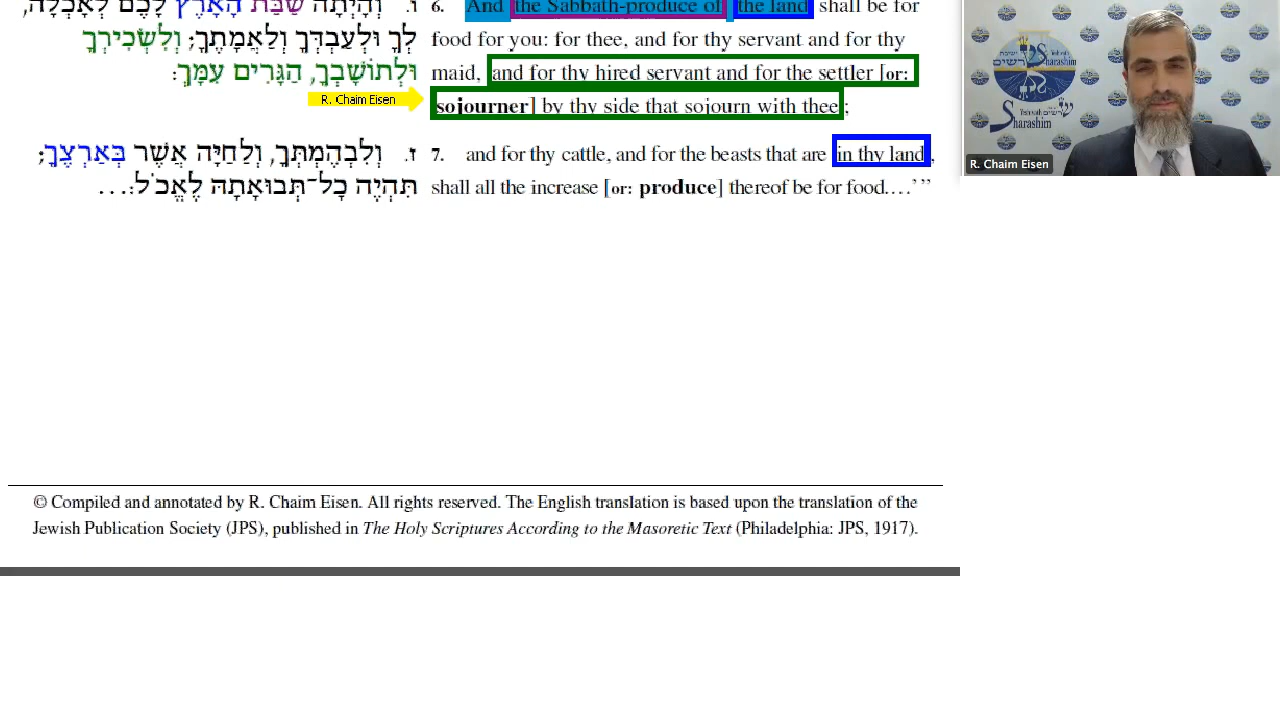 ו. וְהָיְתָה שַׁבַּת הָאָרֶץ לָכֶם לְאָכְלָה,
לְךָ וּלְעַבְדְּךָ וְלַאֲמָתֶךָ; וְלִשְׂכִירְךָ
וּלְתוֹשָׁבְךָ, הַגָּרִים עִמָּךְ:
ז. וְלִבְהֶמְתְּךָ, וְלַחַיָּה אֲשֶׁר בְּאַרְצֶךָ;
תִּהְיֶה כָל־תְּבוּאָתָהּ לֶאֱכֹל:...
6. And the Sabbath-produce of the land shall be for
food for you: for thee, and for thy servant and for thy
maid, and for thy hired servant and for the settler [or:
sojourner] by thy side that sojourn with thee;
7. and for thy cattle, and for the beasts that are in thy land,
shall all the increase [or: produce] thereof be for food....’”
R. Chaim Eisen
© Compiled and annotated by R. Chaim Eisen. All rights reserved. The English translation is based upon the translation of the
Jewish Publication Society (JPS), published in The Holy Scriptures According to the Masoretic Text (Philadelphia: JPS, 1917).
Yeshivath
Sharashim
ישיבת
שרשים
Sharashim
R. Chaim Eisen